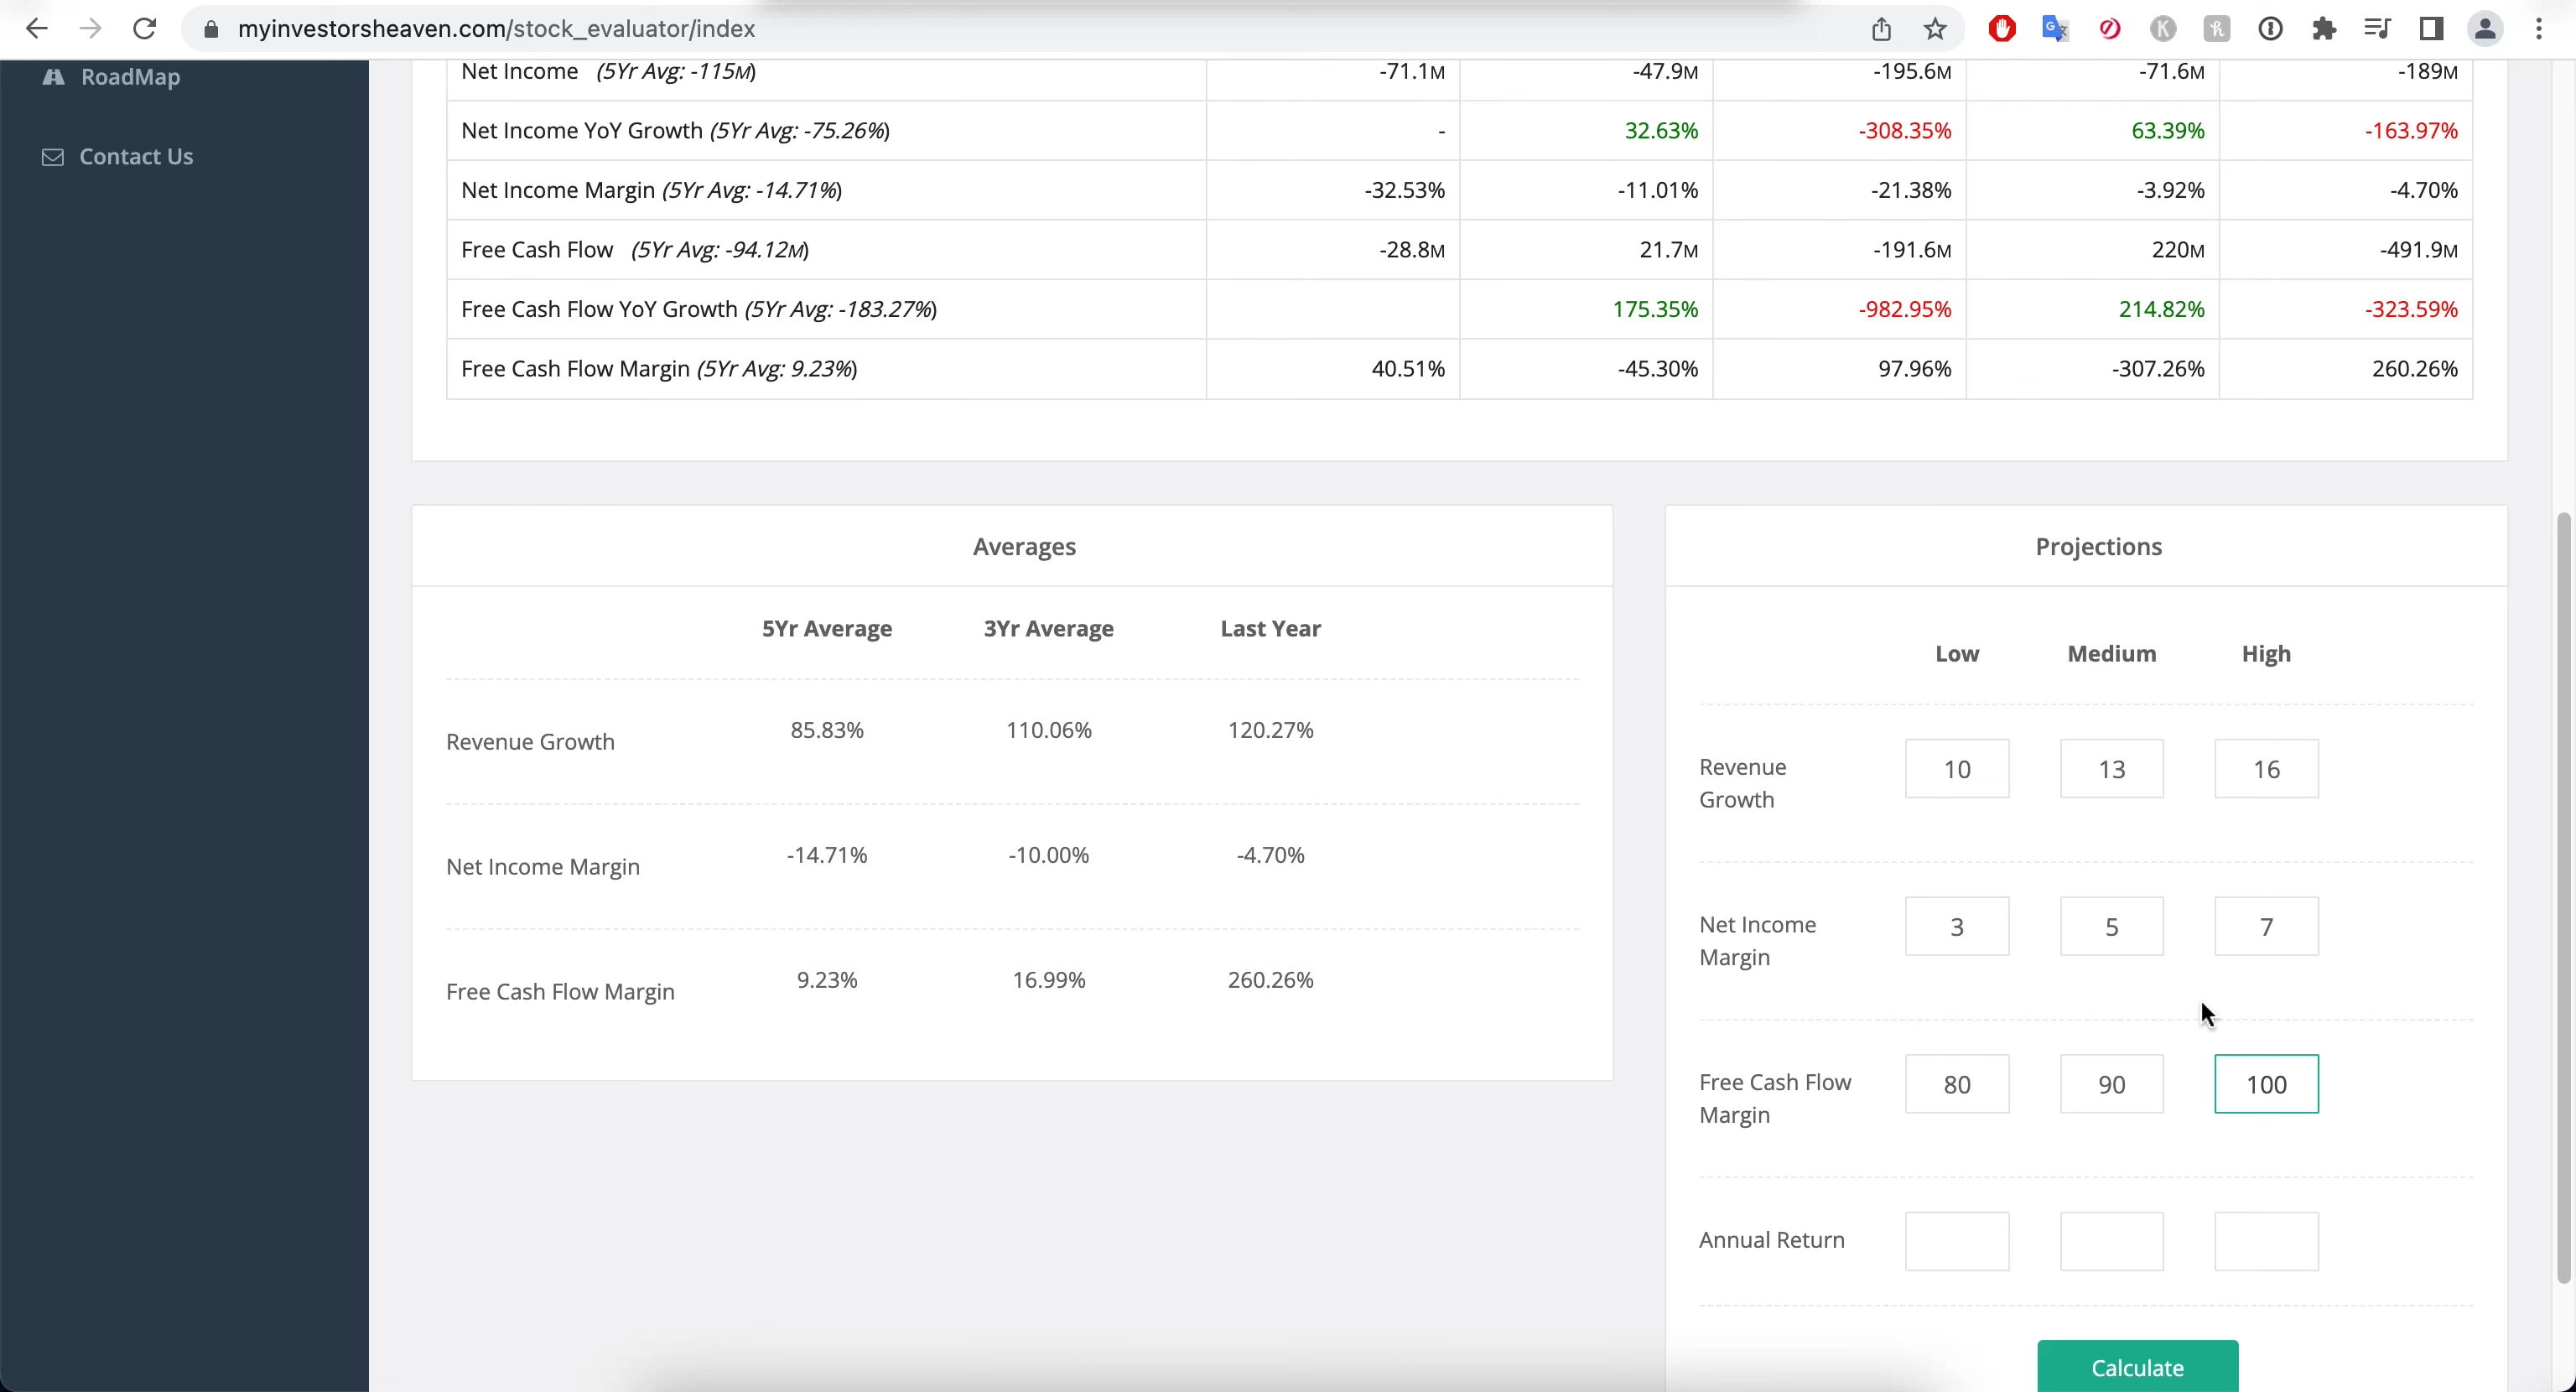 myinvestorsheaven.com/stock_evaluator/index
RoadMap
Contact Us
Net Income (5Yr Avg: -115M) -71.1M -47.9M -195.6M -71.6M -189M
Net Income YoY Growth (5Yr Avg: -75.26%) - 32.63% -308.35% 63.39% -163.97%
Net Income Margin (5Yr Avg: -14.71%) -32.53% -11.01% -21.38% -3.92% -4.70%
Free Cash Flow (5Yr Avg: -94.12M) -28.8M 21.7M -191.6M 220M -491.9M
Free Cash Flow YoY Growth (5Yr Avg: -183.27%) 175.35% -982.95% 214.82% -323.59%
Free Cash Flow Margin (5Yr Avg: 9.23%) 40.51% -45.30% 97.96% -307.26% 260.26%
Averages
5Yr Average 3Yr Average Last Year
Revenue Growth 85.83% 110.06% 120.27%
Net Income Margin -14.71% -10.00% -4.70%
Free Cash Flow Margin 9.23% 16.99% 260.26%
Projections
Low Medium High
Revenue
Growth 10 13 16
Net Income
Margin 3 5 7
Free Cash Flow
Margin 80 90 100
Annual Return
Calculate